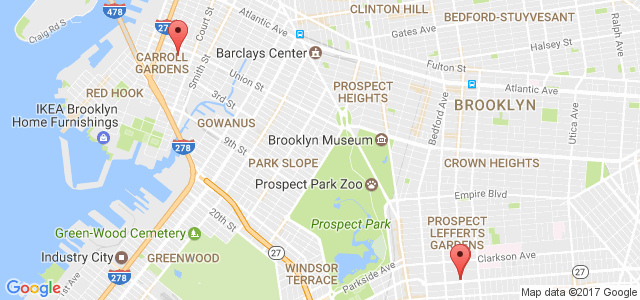 478
278
27
Court St
Atlantic Ave
CLINTON HILL
BEDFORD-STUYVESANT
Craig Rd S
Gates Ave
Halsey St
CARROLL
GARDENS
Smith St
Barclays Center
Fulton St
Union St
PROSPECT
HEIGHTS
Atlantic Ave
RED HOOK
3rd St
BROOKLYN
IKEA Brooklyn
Home Furnishings
GOWANUS
Bedford Ave
Utica Ave
278
9th St
Brooklyn Museum
PARK SLOPE
CROWN HEIGHTS
Prospect Park Zoo
Empire Blvd
20th St
Prospect Park
PROSPECT
LEFFERTS
GARDENS
Green-Wood Cemetery
27
Industry City
GREENWOOD
Clarkson Ave
WINDSOR
TERRACE
Parkside Ave
27
278
1st Ave
Google
Map data ©2017 Google